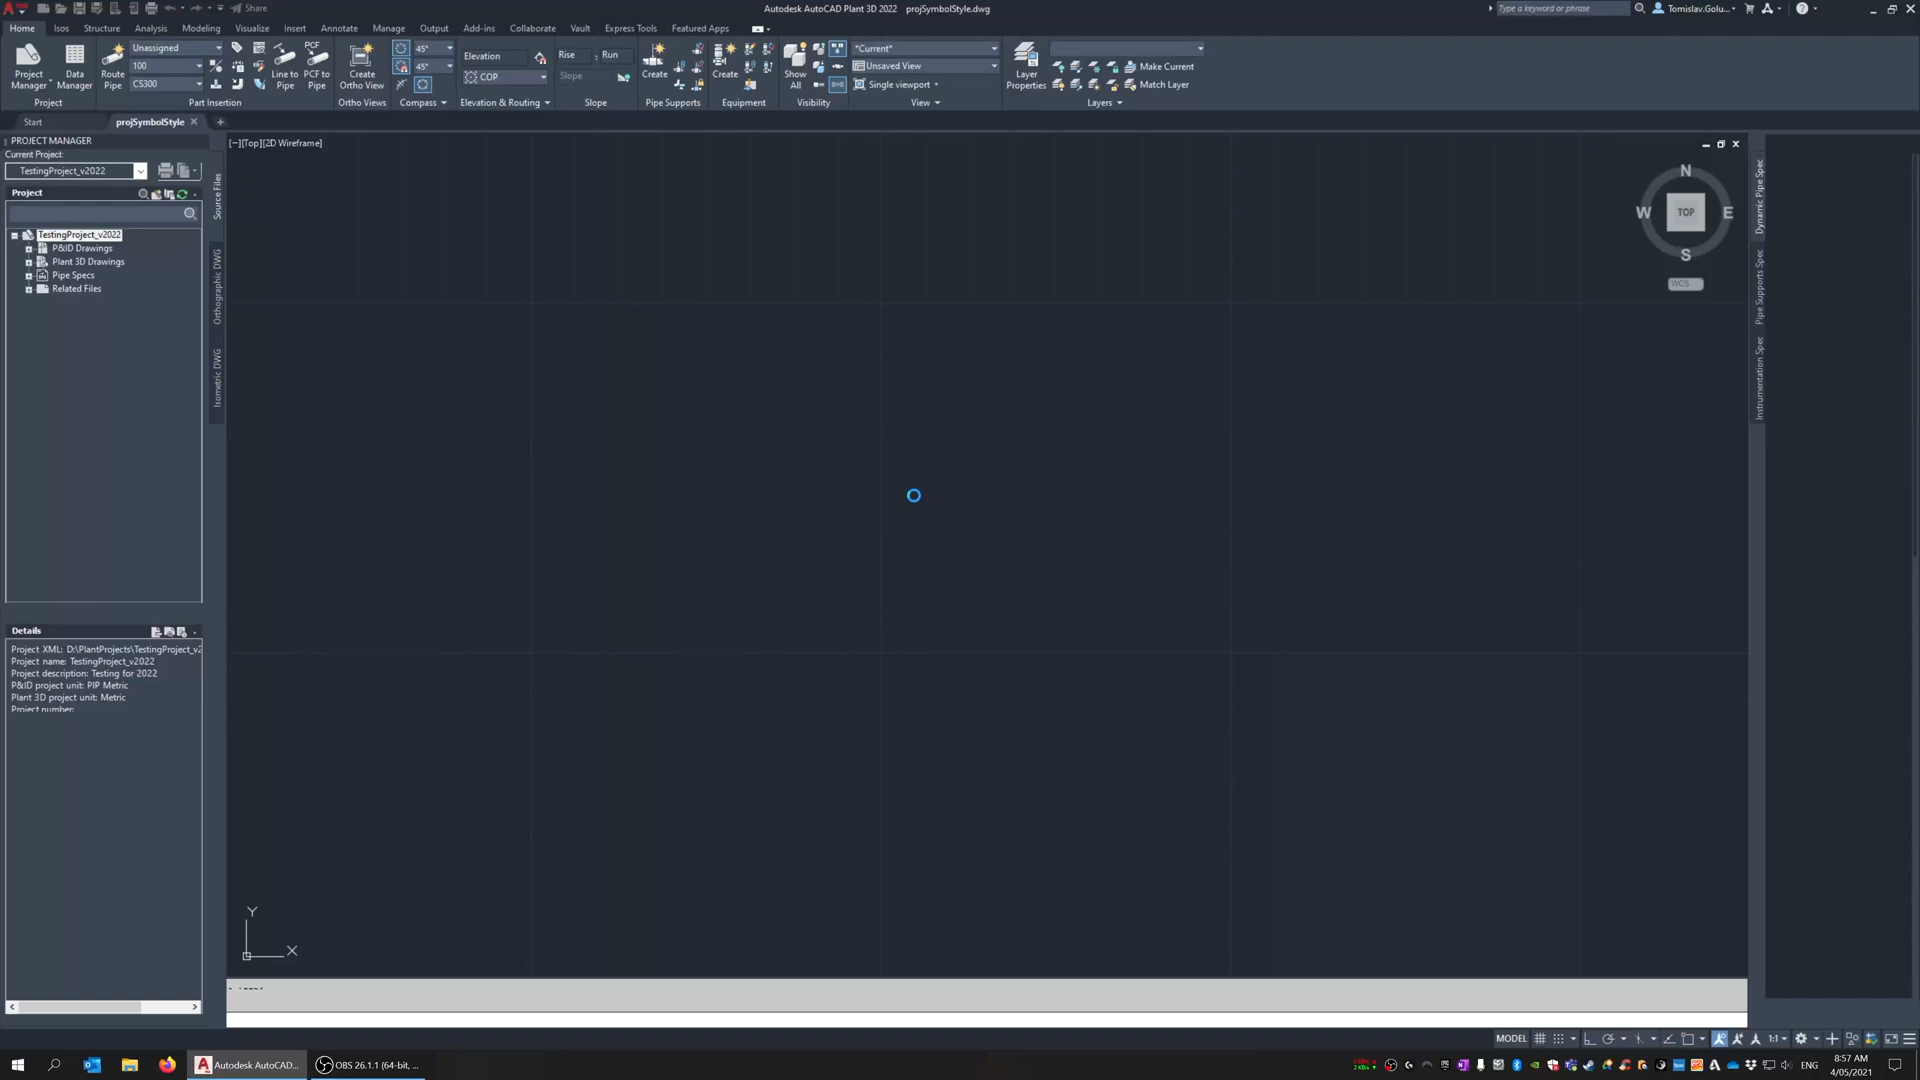 Share
Autodesk AutoCAD Plant 3D 2022 projSymbolStyle.dwg
Type a keyword or phrase
Tomislav.Golu...
Home Isos Structure Analysis Modeling Visualize Insert Annotate Manage Output Add-ins Collaborate Vault Express Tools Featured Apps
Project
Manager
Data
Manager
Project
Route
Pipe
Unassigned
100
CS300
Line to
Pipe
PCF to
Pipe
Part Insertion
Create
Ortho View
Ortho Views
45°
45°
Compass
Elevation
COP
Elevation & Routing
Rise : Run
Slope
Slope
Create
Pipe Supports
Create
Equipment
Show
All
Visibility
*Current*
Unsaved View
Single viewport
View
Layer
Properties
Make Current
Match Layer
Layers
Start projSymbolStyle
PROJECT MANAGER
Current Project:
TestingProject_v2022
Project
TestingProject_v2022
P&ID Drawings
Plant 3D Drawings
Pipe Specs
Related Files
Source Files
Orthographic DWG
Isometric DWG
Details
Project XML: D:\PlantProjects\TestingProject_v2
Project name: TestingProject_v2022
Project description: Testing for 2022
P&ID project unit: PIP Metric
Plant 3D project unit: Metric
Project number:
[−][Top][2D Wireframe]
N
W TOP E
S
WCS
Dynamic Pipe Spec
Pipe Supports Spec
Instrumentation Spec
Y
X
MODEL
1:1
Autodesk AutoCAD...
OBS 26.1.1 (64-bit, ...
ENG
8:57 AM
4/05/2021